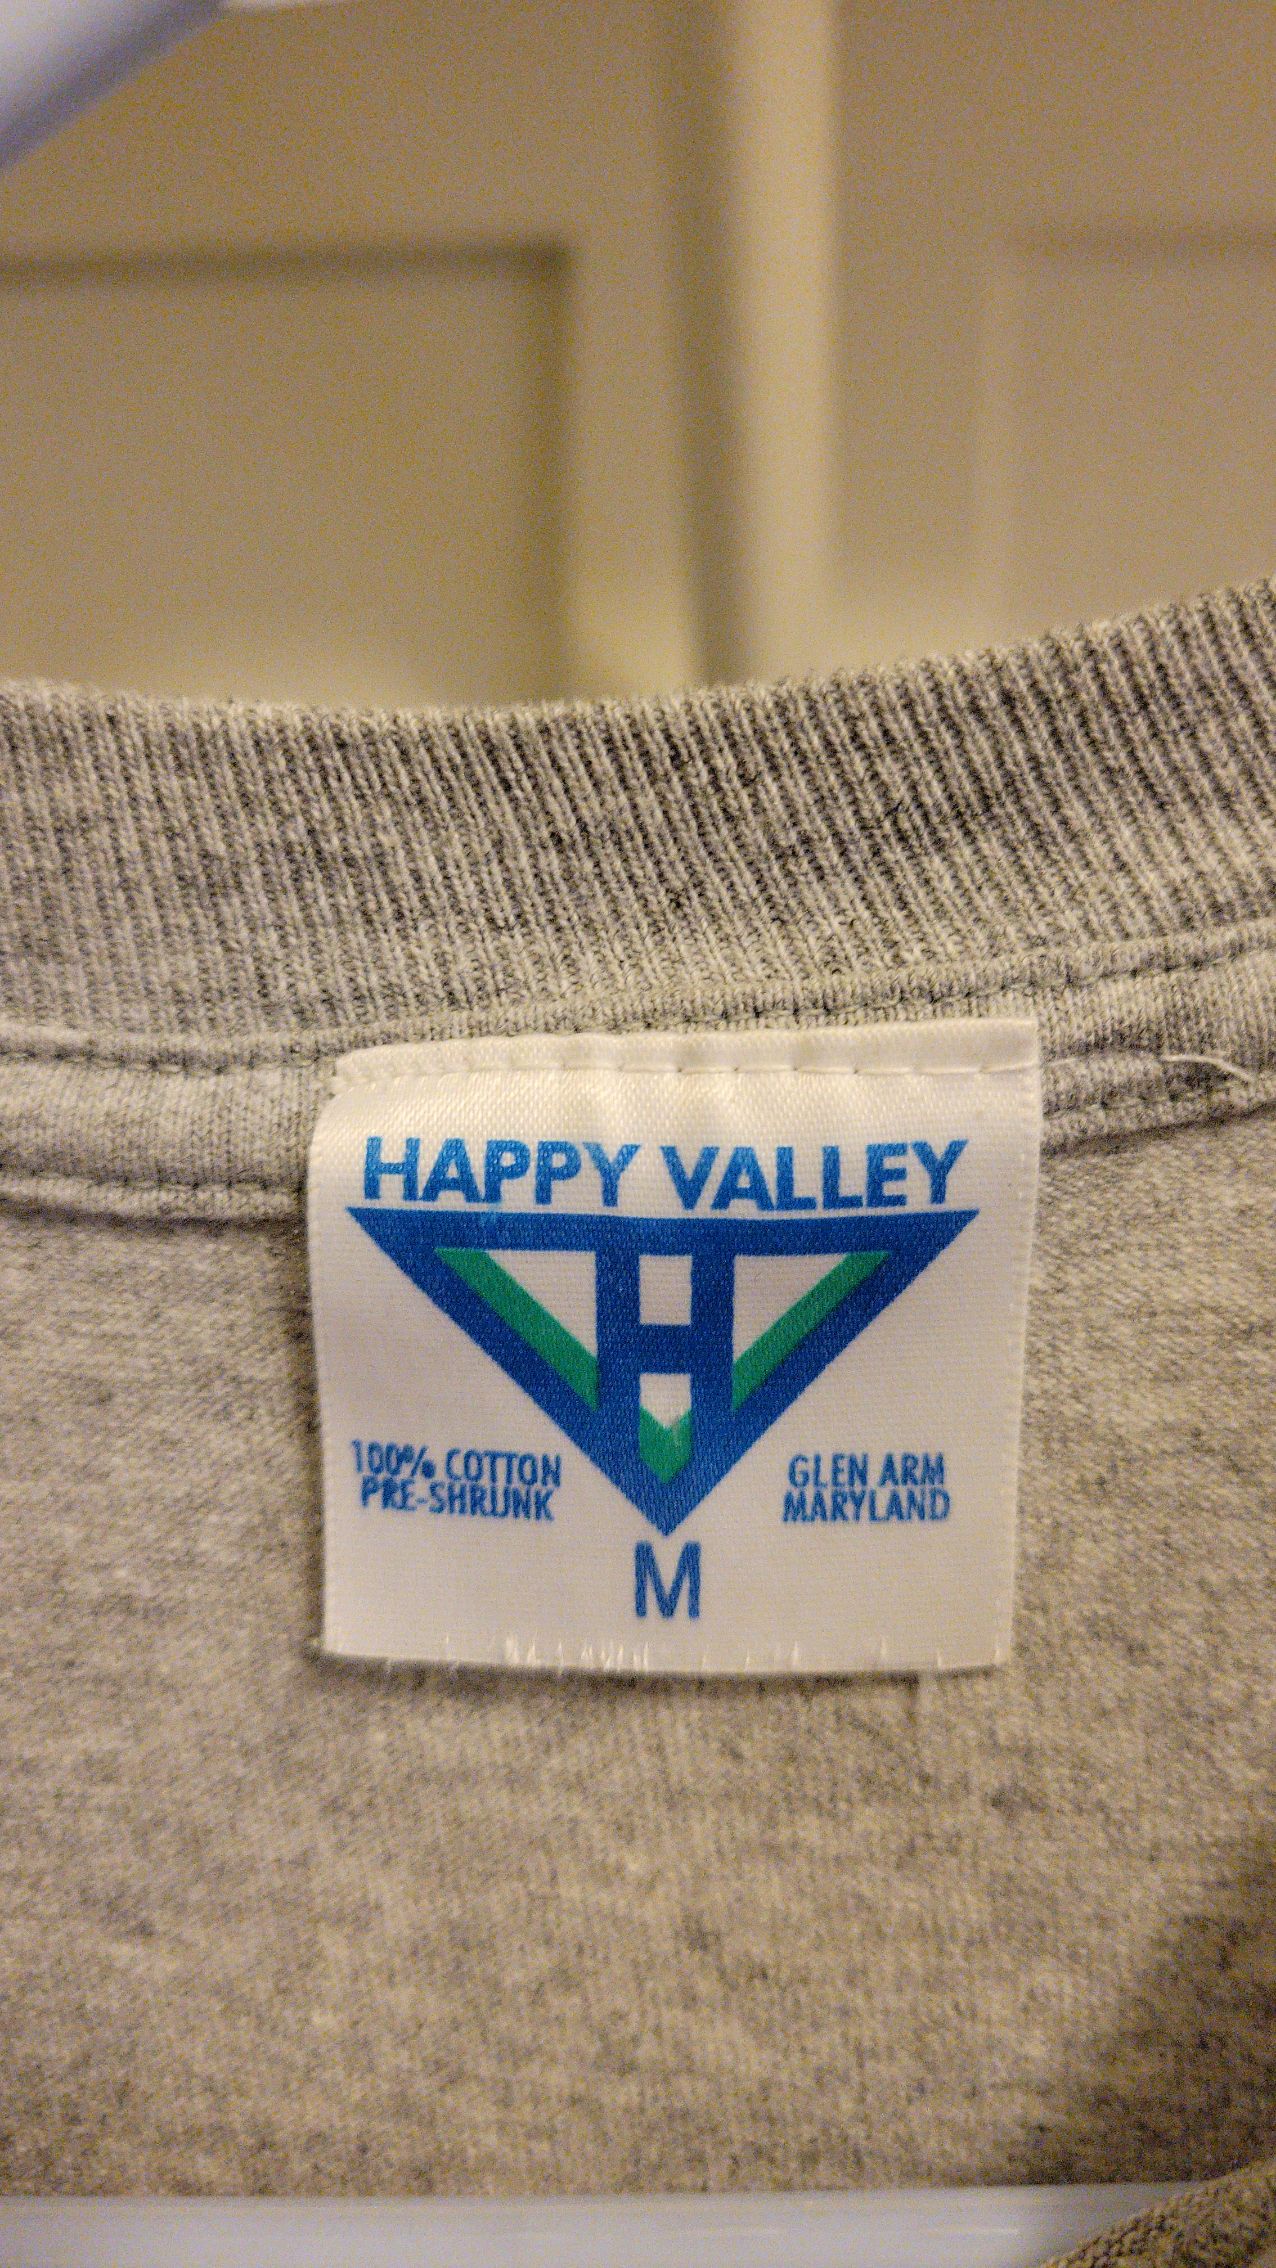 HAPPY VALLEY
100% COTTON
PRE-SHRUNK
GLEN ARM
MARYLAND
M